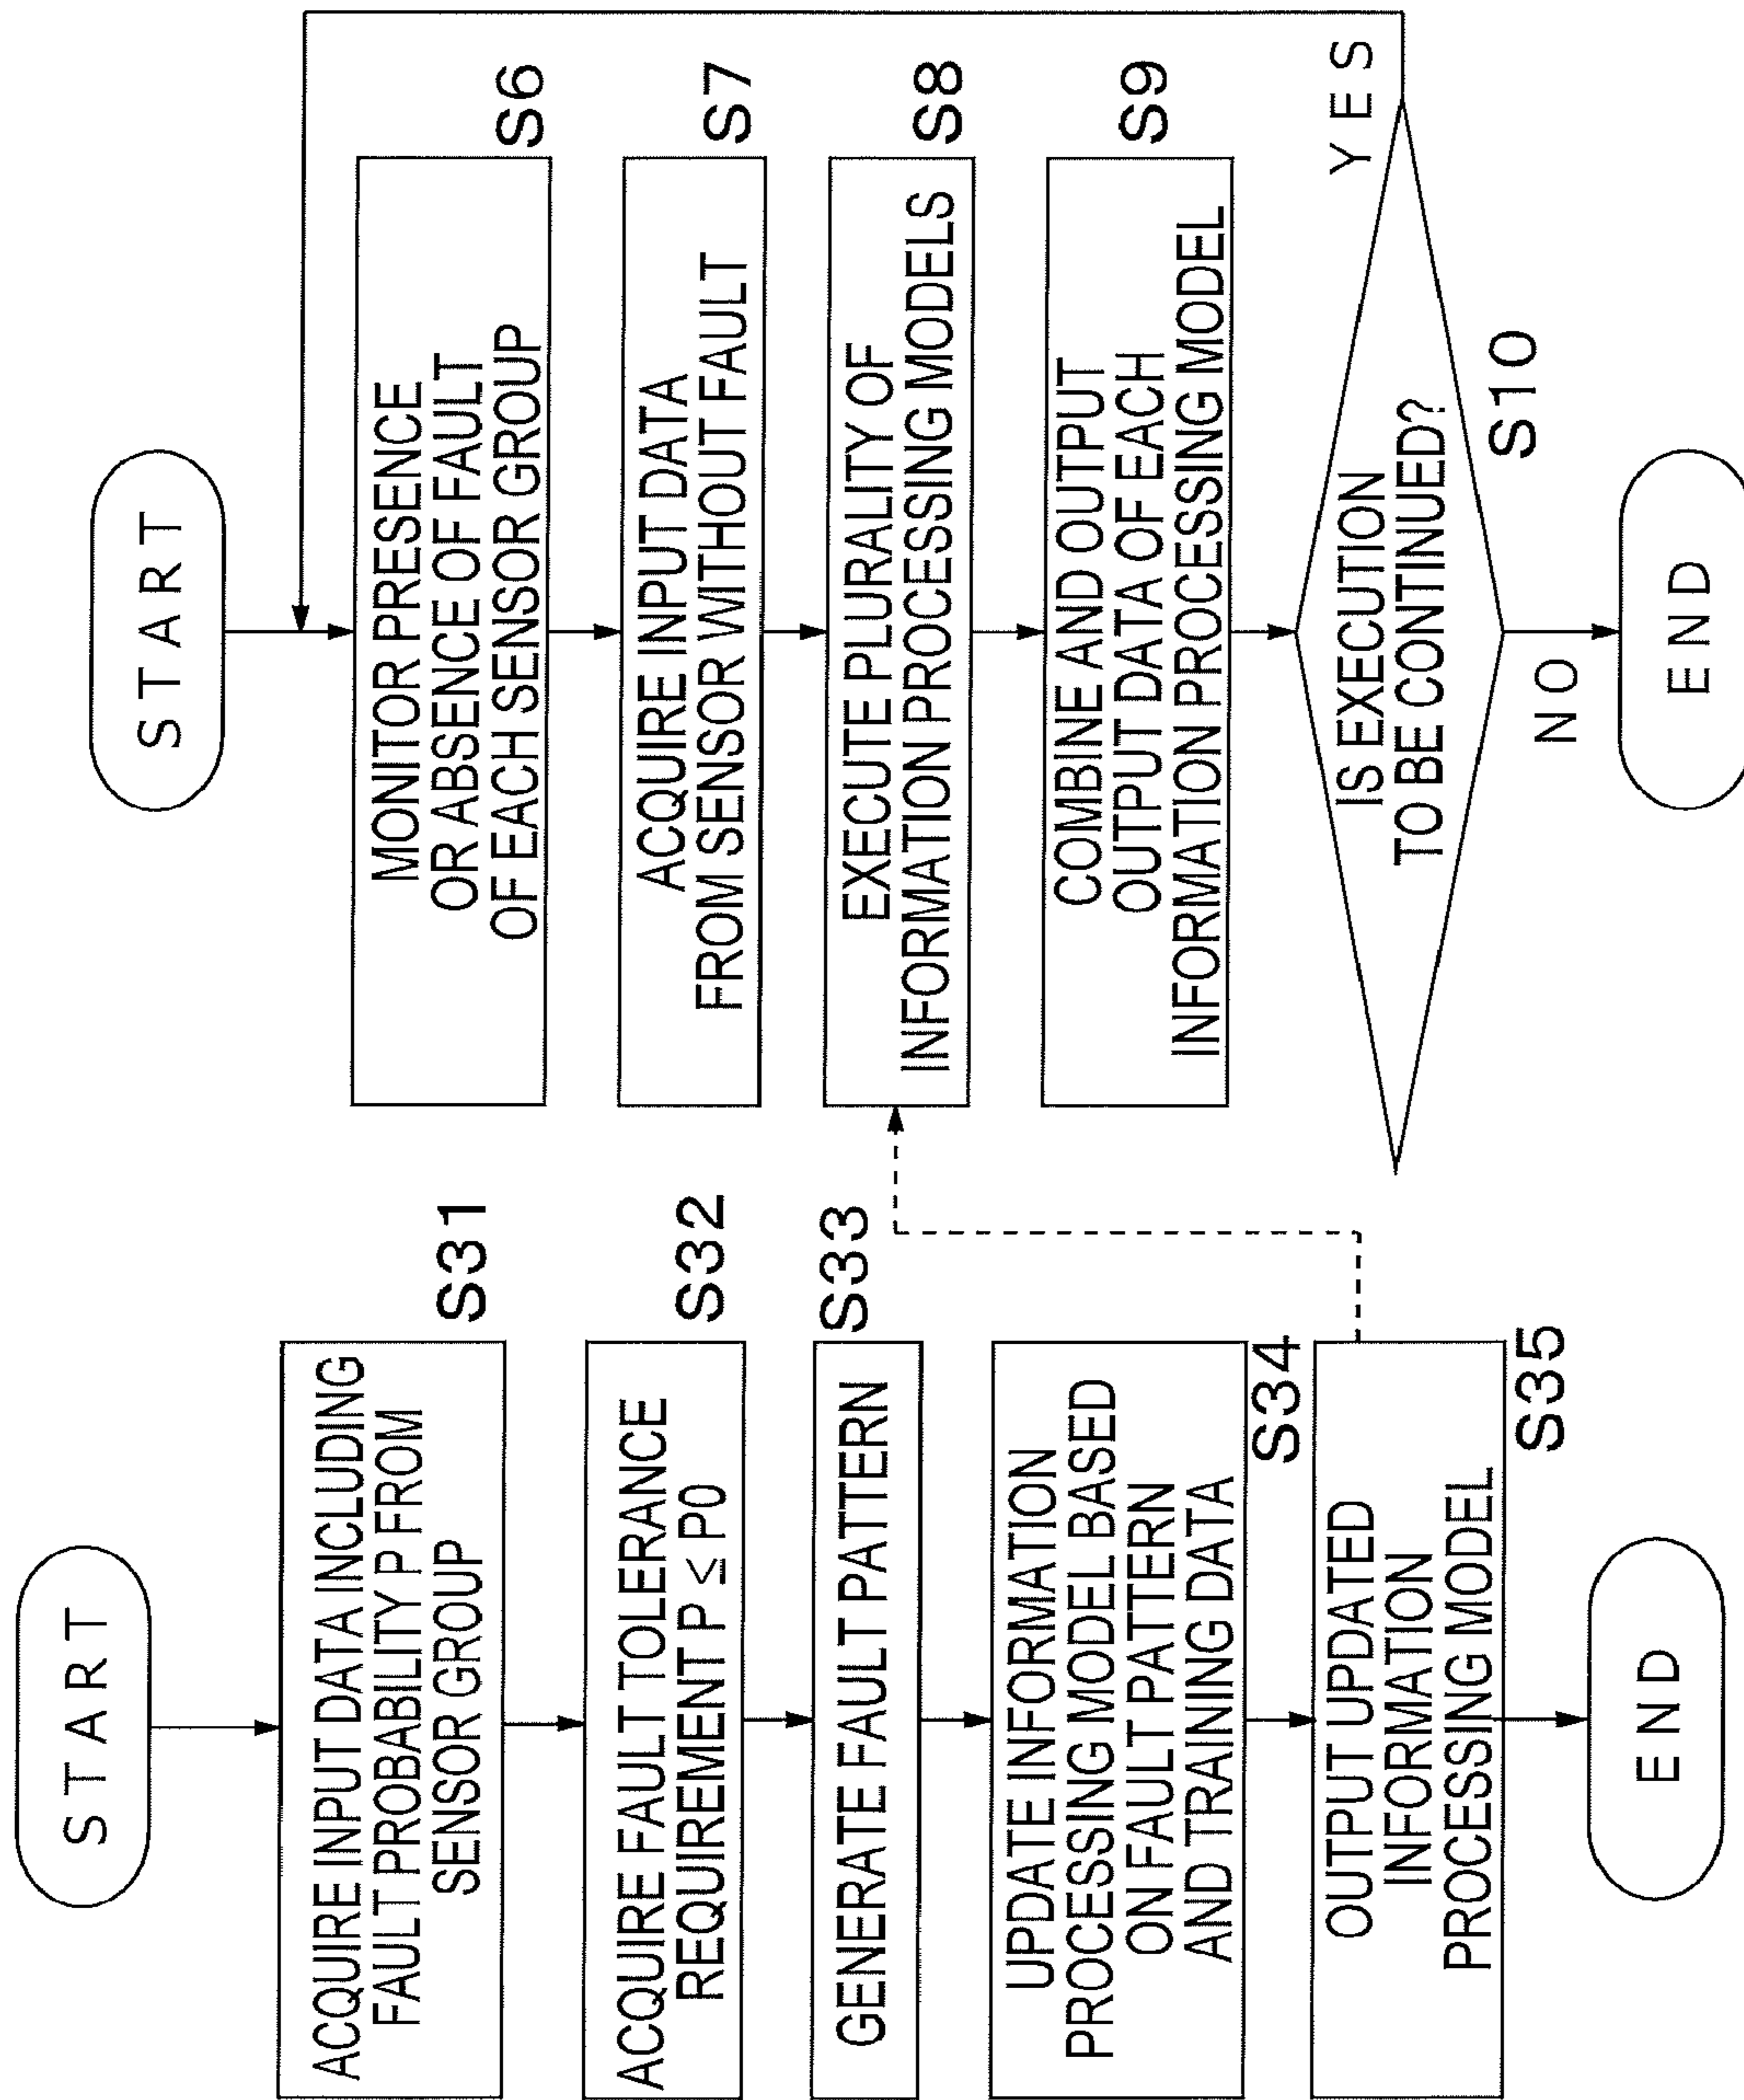 START
ACQUIRE INPUT DATA INCLUDING
FAULT PROBABILITY P FROM
SENSOR GROUP
S31
ACQUIRE FAULT TOLERANCE
REQUIREMENT P ≤ P0
S32
GENERATE FAULT PATTERN
S33
UPDATE INFORMATION
PROCESSING MODEL BASED
ON FAULT PATTERN
AND TRAINING DATA
S34
OUTPUT UPDATED
INFORMATION
PROCESSING MODEL
S35
END
START
MONITOR PRESENCE
OR ABSENCE OF FAULT
OF EACH SENSOR GROUP
S6
ACQUIRE INPUT DATA
FROM SENSOR WITHOUT FAULT
S7
EXECUTE PLURALITY OF
INFORMATION PROCESSING MODELS
S8
COMBINE AND OUTPUT
OUTPUT DATA OF EACH
INFORMATION PROCESSING MODEL
S9
IS EXECUTION
TO BE CONTINUED?
S10
YES
NO
END